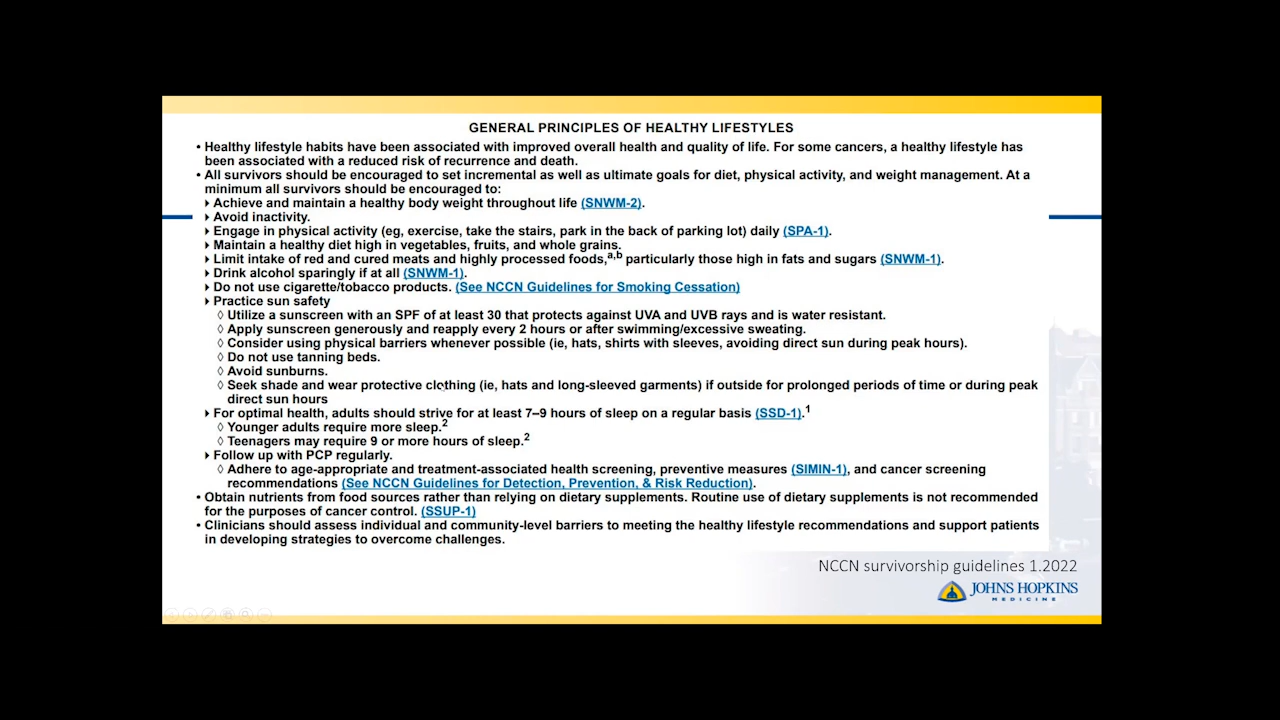 GENERAL PRINCIPLES OF HEALTHY LIFESTYLES
• Healthy lifestyle habits have been associated with improved overall health and quality of life. For some cancers, a healthy lifestyle has
been associated with a reduced risk of recurrence and death.
• All survivors should be encouraged to set incremental as well as ultimate goals for diet, physical activity, and weight management. At a
minimum all survivors should be encouraged to:
▸ Achieve and maintain a healthy body weight throughout life (SNWM-2).
▸ Avoid inactivity.
▸ Engage in physical activity (eg, exercise, take the stairs, park in the back of parking lot) daily (SPA-1).
▸ Maintain a healthy diet high in vegetables, fruits, and whole grains.
▸ Limit intake of red and cured meats and highly processed foods,a,b particularly those high in fats and sugars (SNWM-1).
▸ Drink alcohol sparingly if at all (SNWM-1).
▸ Do not use cigarette/tobacco products. (See NCCN Guidelines for Smoking Cessation)
▸ Practice sun safety
◊ Utilize a sunscreen with an SPF of at least 30 that protects against UVA and UVB rays and is water resistant.
◊ Apply sunscreen generously and reapply every 2 hours or after swimming/excessive sweating.
◊ Consider using physical barriers whenever possible (ie, hats, shirts with sleeves, avoiding direct sun during peak hours).
◊ Do not use tanning beds.
◊ Avoid sunburns.
◊ Seek shade and wear protective clothing (ie, hats and long-sleeved garments) if outside for prolonged periods of time or during peak
direct sun hours
▸ For optimal health, adults should strive for at least 7–9 hours of sleep on a regular basis (SSD-1).1
◊ Younger adults require more sleep.2
◊ Teenagers may require 9 or more hours of sleep.2
▸ Follow up with PCP regularly.
◊ Adhere to age-appropriate and treatment-associated health screening, preventive measures (SIMIN-1), and cancer screening
recommendations (See NCCN Guidelines for Detection, Prevention, & Risk Reduction).
• Obtain nutrients from food sources rather than relying on dietary supplements. Routine use of dietary supplements is not recommended
for the purposes of cancer control. (SSUP-1)
• Clinicians should assess individual and community-level barriers to meeting the healthy lifestyle recommendations and support patients
in developing strategies to overcome challenges.
NCCN survivorship guidelines 1.2022
JOHNS HOPKINS
MEDICINE